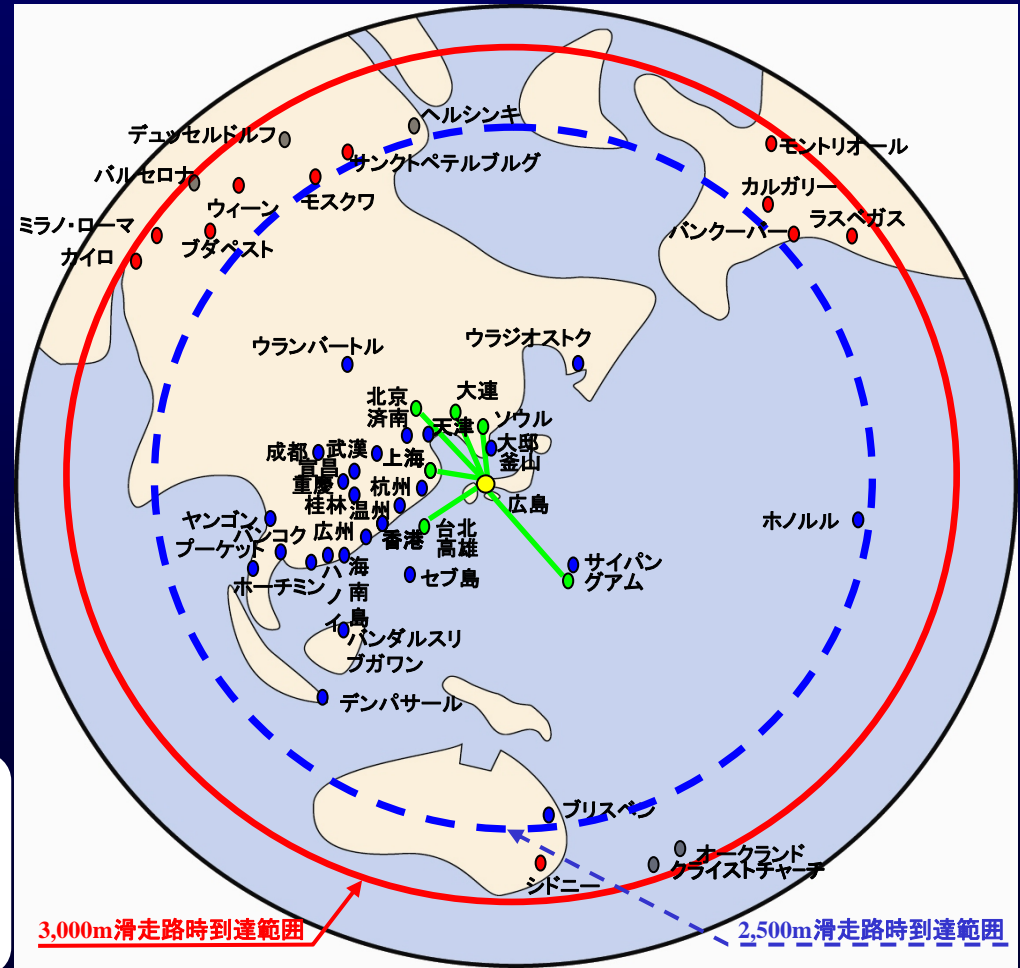 ヘルシンキ
デュッセルドルフ
サンクトペテルブルグ
モントリオール
バルセロナ
モスクワ
カルガリー
ウィーン
ミラノ・ローマ
ラスベガス
バンクーバー
ブダペスト
カイロ
ウラジオストク
ウランバートル
大連
北京
済南
ソウル
天津
大邸
釜山
成都
武漢
上海
宜昌
重慶
杭州
桂林
温州
広島
ヤンゴン
バンコク
広州
香港
台北
高雄
ホノルル
プーケット
サイパン
グアム
ホーチミン
ハノイ
海南島
セブ島
バンダルスリ
ブガワン
デンパサール
ブリスベン
オークランド
クライストチャーチ
シドニー
3,000m滑走路時到達範囲
2,500m滑走路時到達範囲